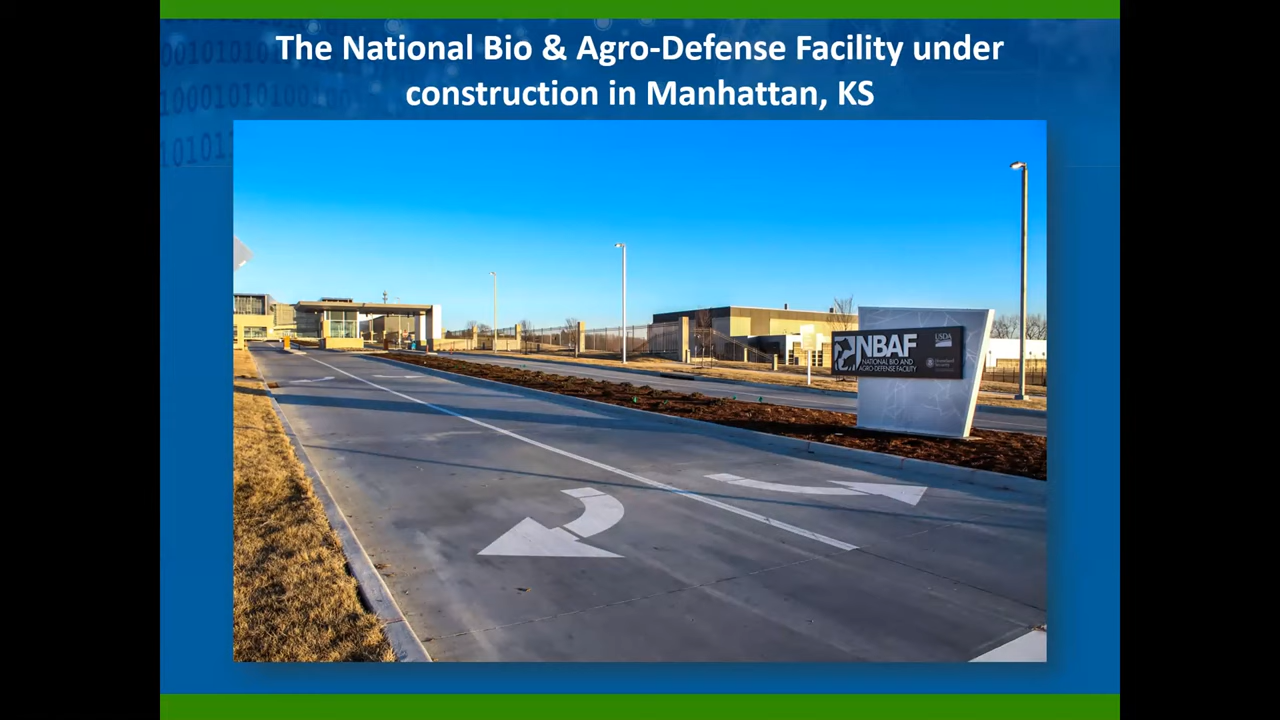 The National Bio & Agro-Defense Facility under
construction in Manhattan, KS
NBAF
NATIONAL BIO AND
AGRO-DEFENSE FACILITY
USDA